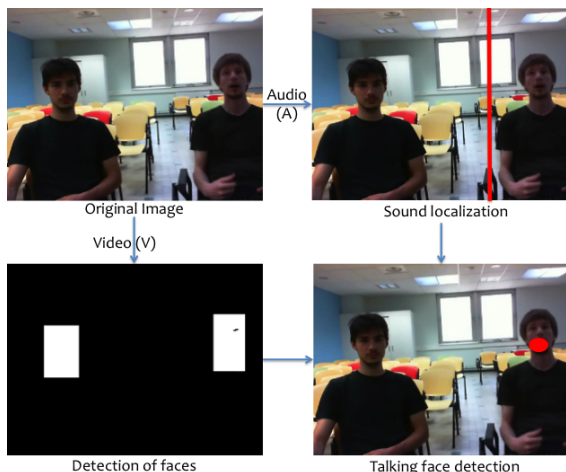 Audio
(A)
Original Image
Sound localization
Video (V)
Detection of faces
Talking face detection